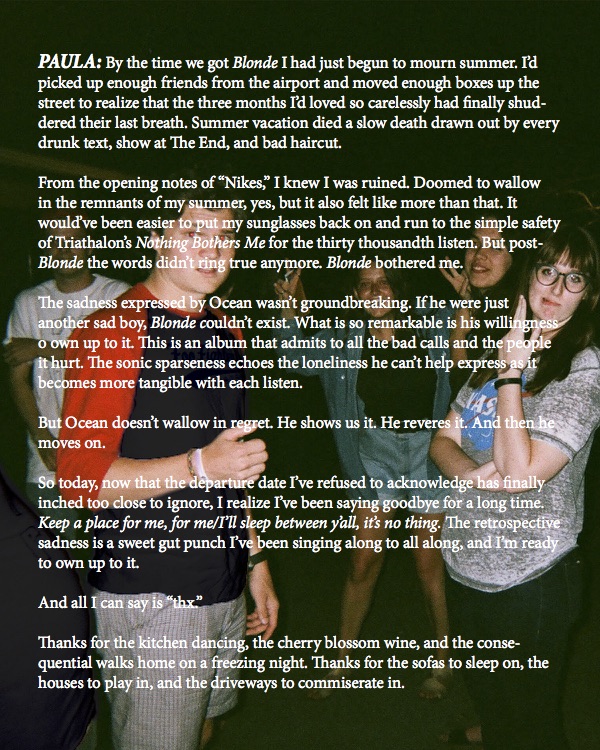 PAULA: By the time we got Blonde I had just begun to mourn summer. I’d
picked up enough friends from the airport and moved enough boxes up the
street to realize that the three months I’d loved so carelessly had finally shud-
dered their last breath. Summer vacation died a slow death drawn out by every
drunk text, show at The End, and bad haircut.
From the opening notes of “Nikes,” I knew I was ruined. Doomed to wallow
in the remnants of my summer, yes, but it also felt like more than that. It
would’ve been easier to put my sunglasses back on and run to the simple safety
of Triathalon’s Nothing Bothers Me for the thirty thousandth listen. But post-
Blonde the words didn’t ring true anymore. Blonde bothered me.
The sadness expressed by Ocean wasn’t groundbreaking. If he were just
another sad boy, Blonde couldn’t exist. What is so remarkable is his willingness
o own up to it. This is an album that admits to all the bad calls and the people
it hurt. The sonic sparseness echoes the loneliness he can’t help express as it
becomes more tangible with each listen.
But Ocean doesn’t wallow in regret. He shows us it. He reveres it. And then he
moves on.
So today, now that the departure date I’ve refused to acknowledge has finally
inched too close to ignore, I realize I’ve been saying goodbye for a long time.
Keep a place for me, for me/I’ll sleep between y’all, it’s no thing. The retrospective
sadness is a sweet gut punch I’ve been singing along to all along, and I’m ready
to own up to it.
And all I can say is “thx.”
Thanks for the kitchen dancing, the cherry blossom wine, and the conse-
quential walks home on a freezing night. Thanks for the sofas to sleep on, the
houses to play in, and the driveways to commiserate in.
NASA